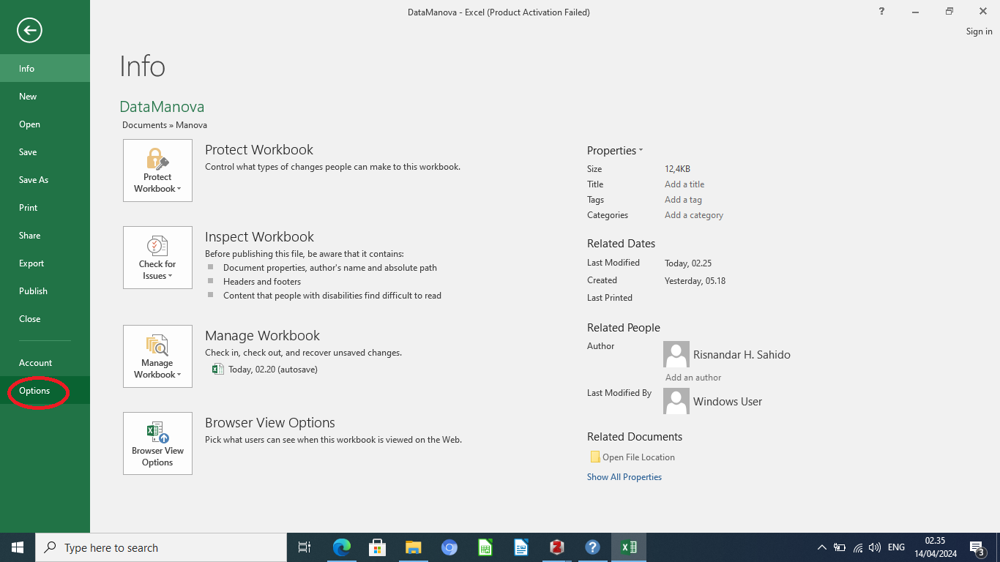 DataManova - Excel (Product Activation Failed)
?
Sign in
Info
New
Open
Save
Save As
Print
Share
Export
Publish
Close
Account
Options
Info
DataManova
Documents » Manova
Protect
Workbook
Protect Workbook
Control what types of changes people can make to this workbook.
Check for
Issues
Inspect Workbook
Before publishing this file, be aware that it contains:
Document properties, author's name and absolute path
Headers and footers
Content that people with disabilities find difficult to read
Manage
Workbook
Manage Workbook
Check in, check out, and recover unsaved changes.
Today, 02.20 (autosave)
Browser View
Options
Browser View Options
Pick what users can see when this workbook is viewed on the Web.
Properties
Size 12,4KB
Title Add a title
Tags Add a tag
Categories Add a category
Related Dates
Last Modified Today, 02.25
Created Yesterday, 05.18
Last Printed
Related People
Author Risnandar H. Sahido
Add an author
Last Modified By Windows User
Related Documents
Open File Location
Show All Properties
Type here to search
Z
?
ENG
02.35
14/04/2024
3